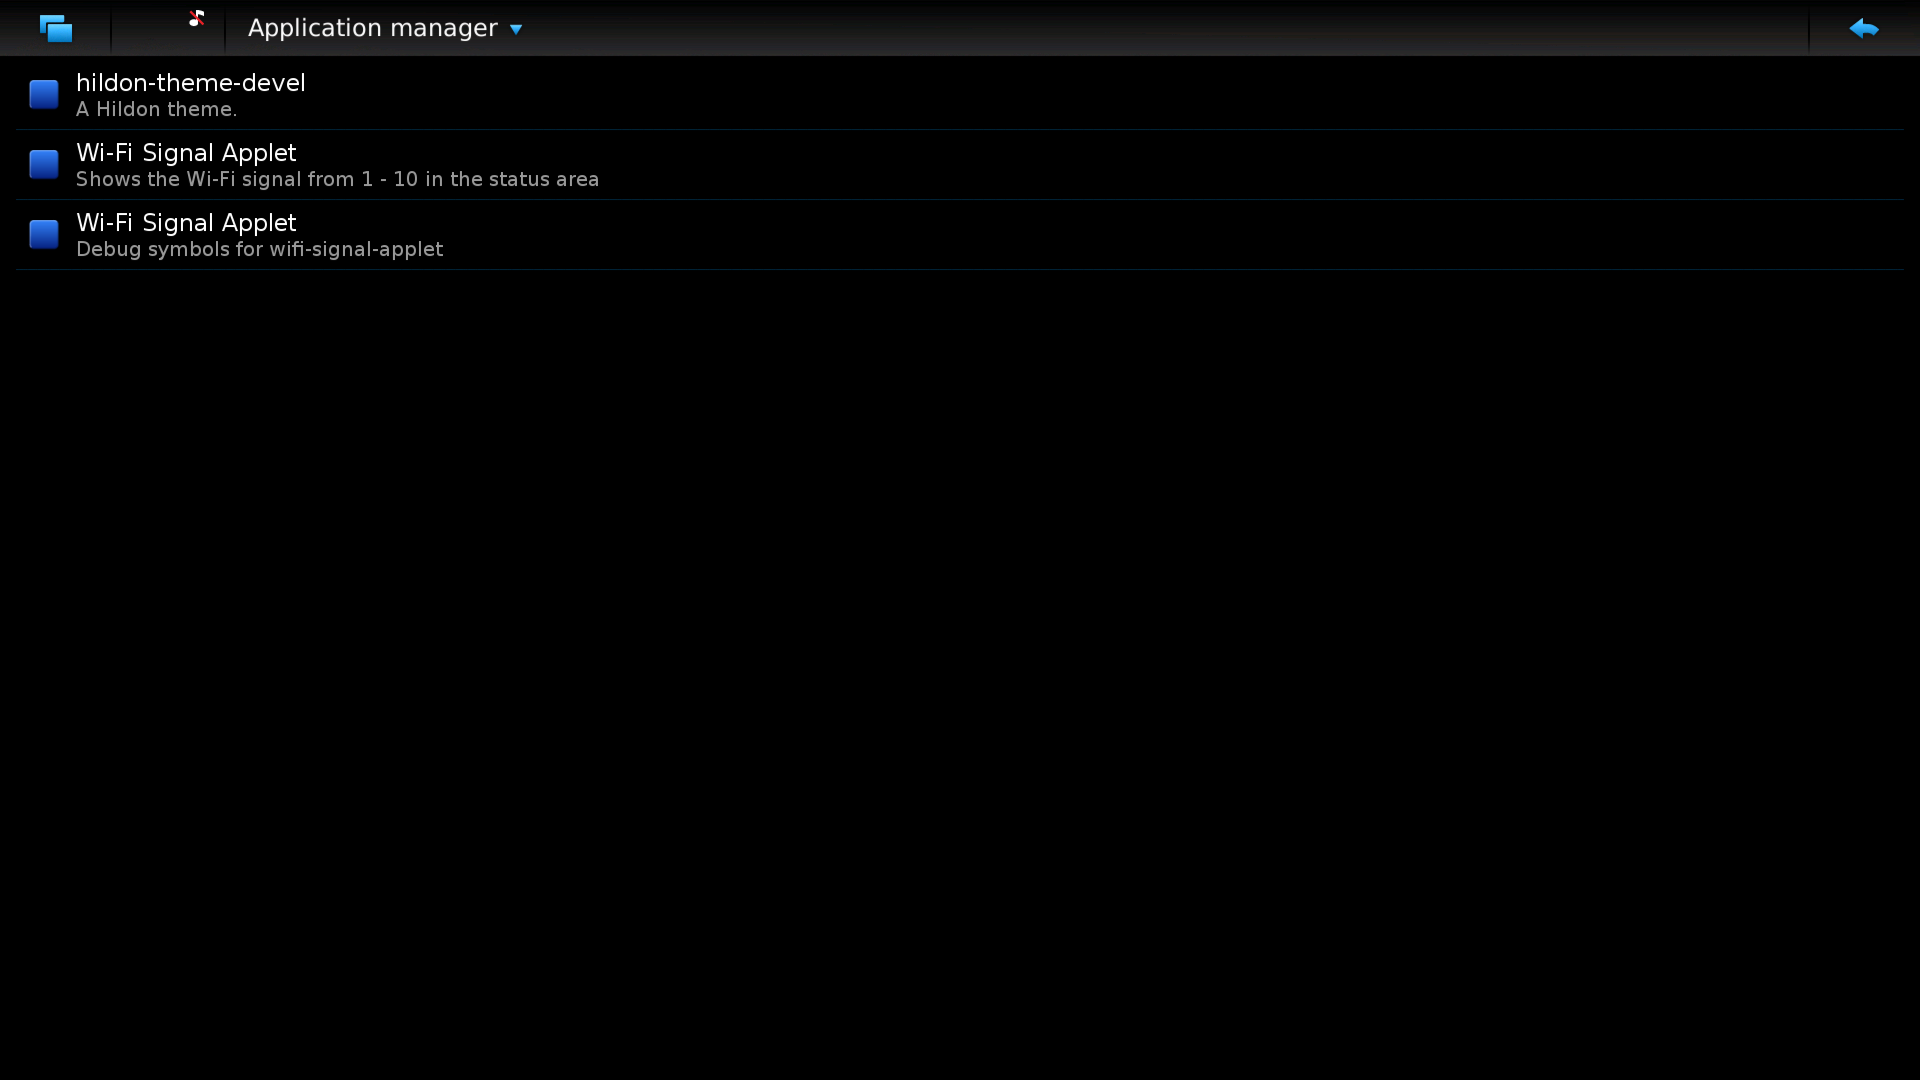 Application manager
hildon-theme-devel
A Hildon theme.
Wi-Fi Signal Applet
Shows the Wi-Fi signal from 1 - 10 in the status area
Wi-Fi Signal Applet
Debug symbols for wifi-signal-applet